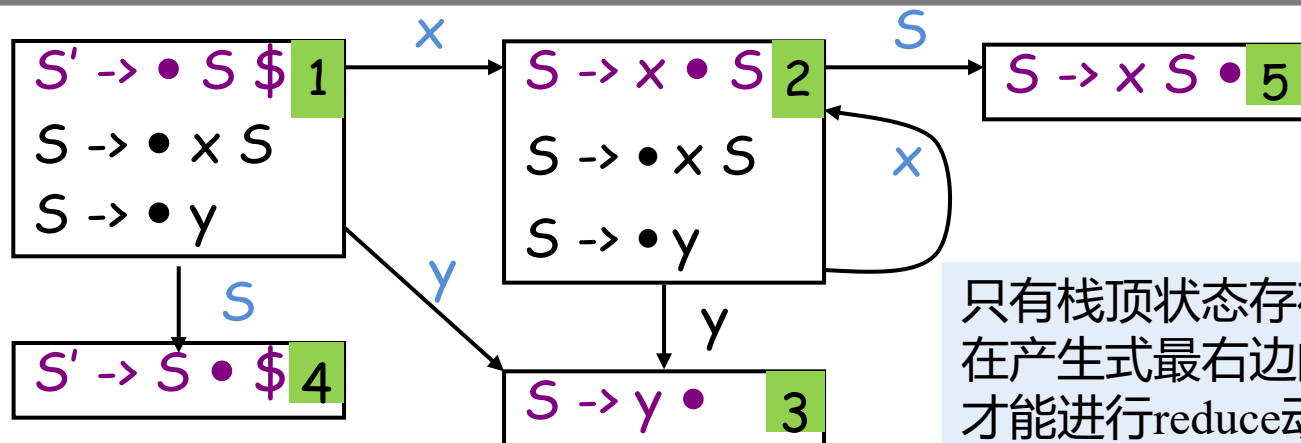 x
S
S' -> • S $ 1
S -> • x S
S -> • y
S -> x • S 2
S -> • x S
S -> • y
S -> x S • 5
x
S
y
y
S' -> S • $ 4
S -> y • 3
只有栈顶状态存
在产生式最右边
才能进行reduce